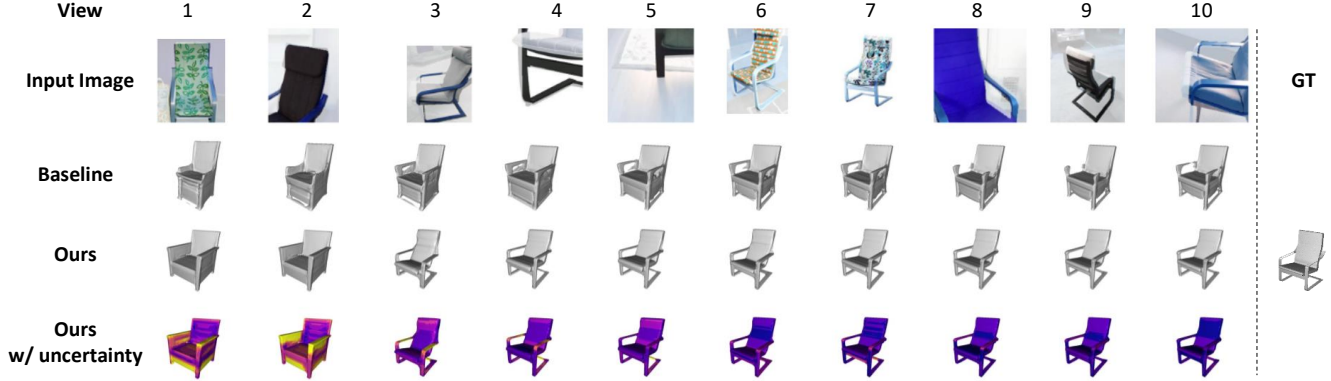 View 1 2 3 4 5 6 7 8 9 10
Input Image
GT
Baseline
Ours
Ours
w/ uncertainty